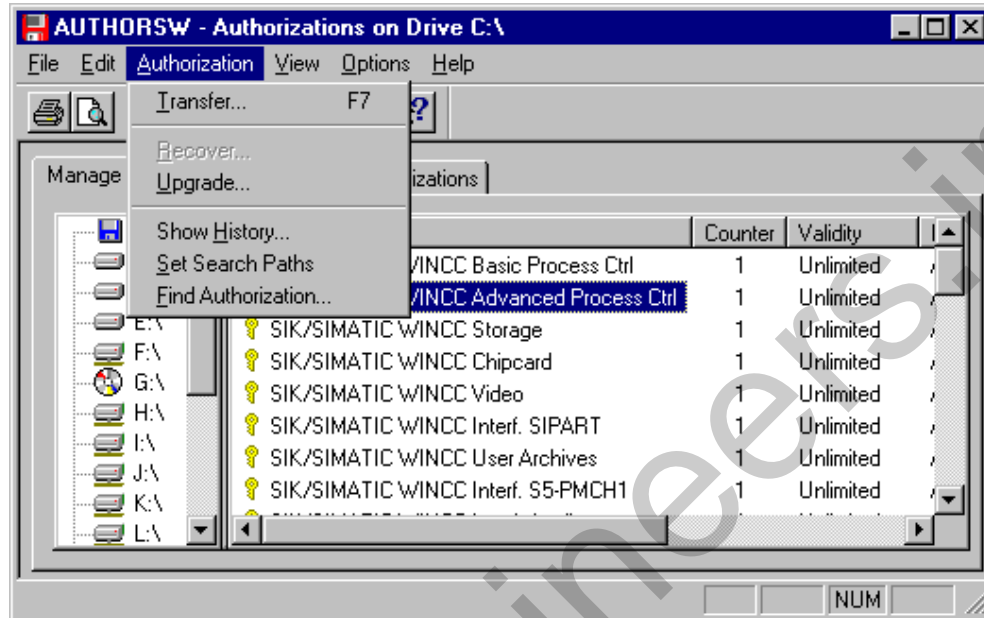 AUTHORSW - Authorizations on Drive C:\
File Edit Authorization View Options Help
Transfer... F7
Recover...
Upgrade...
Show History...
Set Search Paths
Find Authorization...
Manage izations
Counter Validity
WINCC Basic Process Ctrl 1 Unlimited
WINCC Advanced Process Ctrl 1 Unlimited
E:\ SIK/SIMATIC WINCC Storage 1 Unlimited
F:\ SIK/SIMATIC WINCC Chipcard 1 Unlimited
G:\ SIK/SIMATIC WINCC Video 1 Unlimited
H:\ SIK/SIMATIC WINCC Interf. SIPART 1 Unlimited
I:\ SIK/SIMATIC WINCC User Archives 1 Unlimited
J:\ SIK/SIMATIC WINCC Interf. S5-PMCH1 1 Unlimited
K:\
L:\
NUM